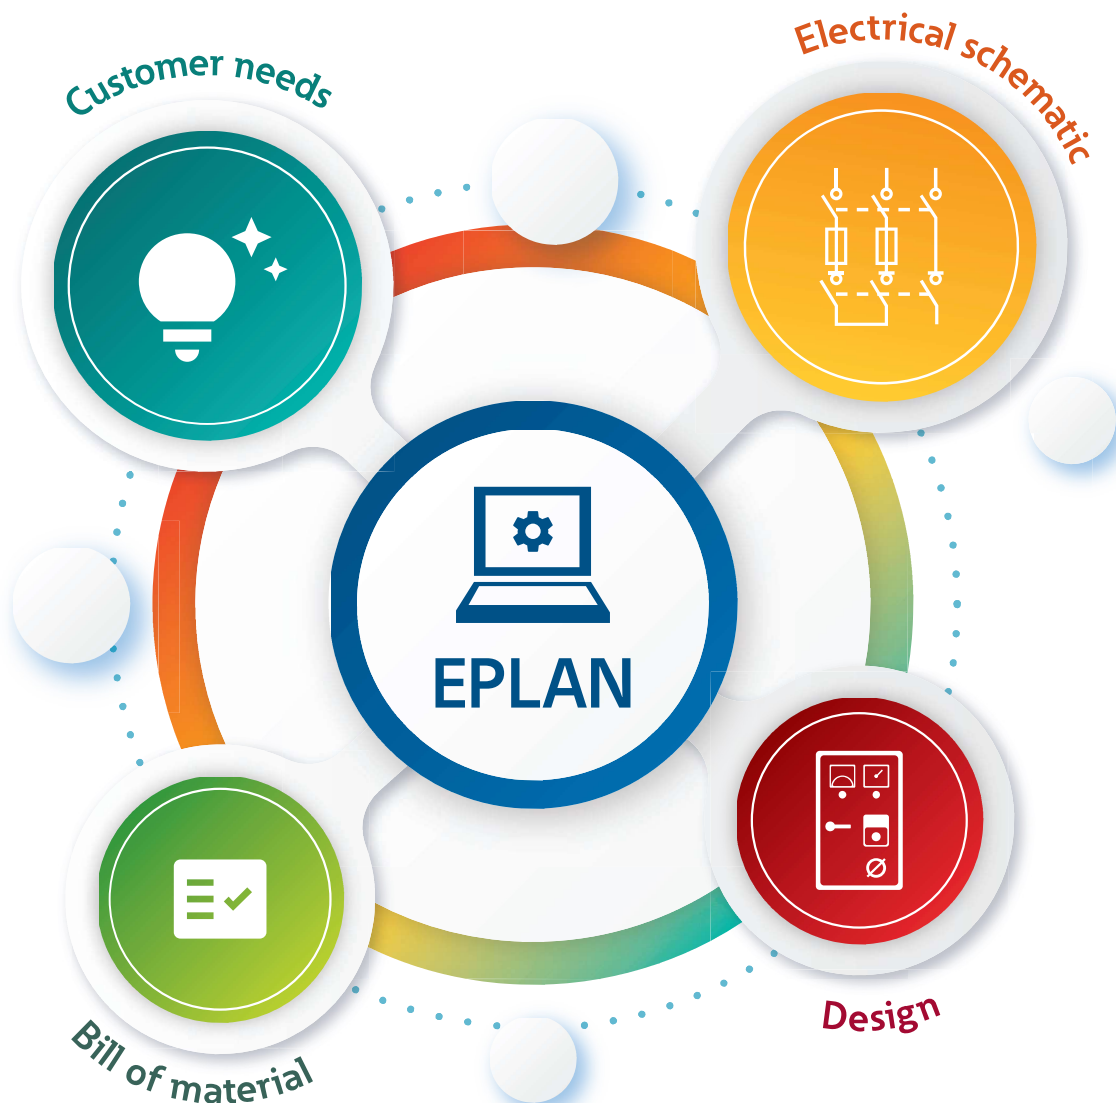 Customer needs
Electrical schematic
EPLAN
Design
Bill of material